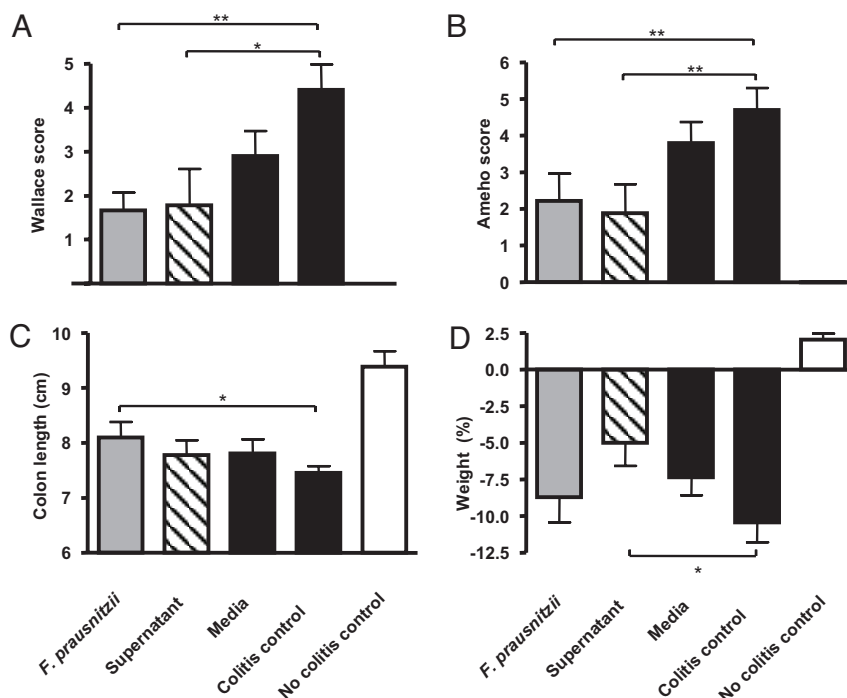 A
**
*
5
4
3
2
1
Wallace score
B
**
**
6
5
4
3
2
1
0
Ameho score
C
*
10
9
8
7
6
Colon length (cm)
D
2.5
0.0
-2.5
-5.0
-7.5
-10.0
-12.5
Weight (%)
*
F. prausnitzii
Supernatant
Media
Colitis control
No colitis control
F. prausnitzii
Supernatant
Media
Colitis control
No colitis control